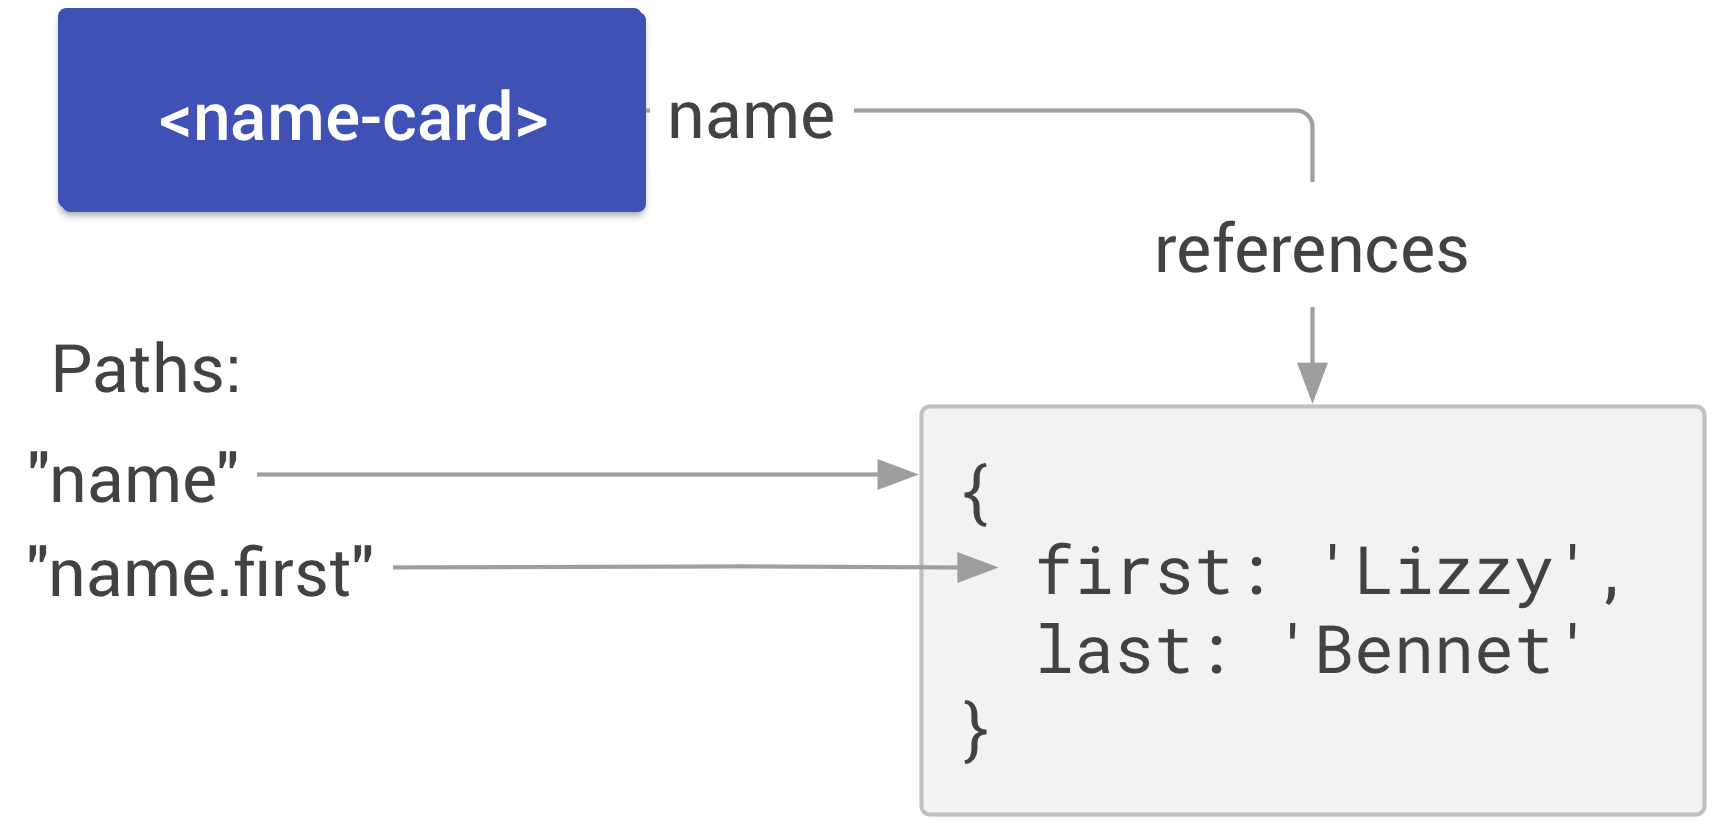 <name-card>
name
references
Paths:
"name"
"name.first"
{
first: 'Lizzy',
last: 'Bennet'
}